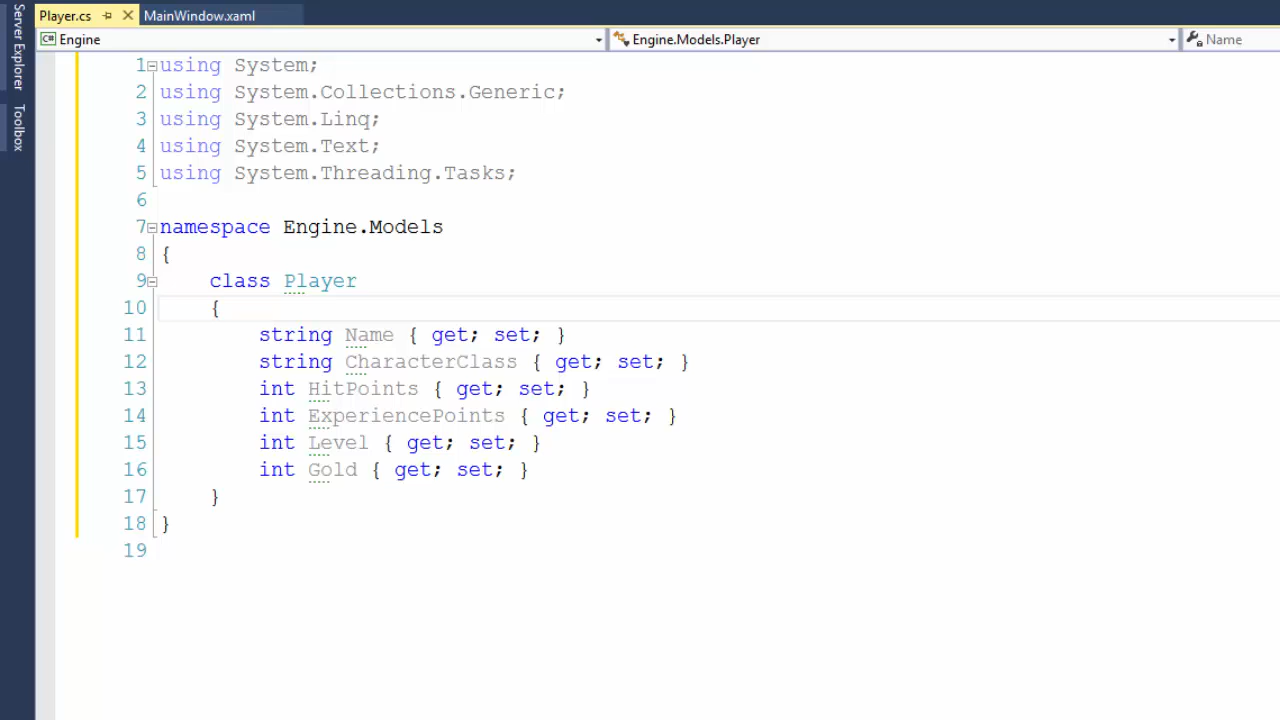 Server Explorer
Toolbox
Player.cs MainWindow.xaml
C# Engine Engine.Models.Player Name
1 using System;
2 using System.Collections.Generic;
3 using System.Linq;
4 using System.Text;
5 using System.Threading.Tasks;
6
7 namespace Engine.Models
8 {
9 class Player
10 {
11 string Name { get; set; }
12 string CharacterClass { get; set; }
13 int HitPoints { get; set; }
14 int ExperiencePoints { get; set; }
15 int Level { get; set; }
16 int Gold { get; set; }
17 }
18 }
19